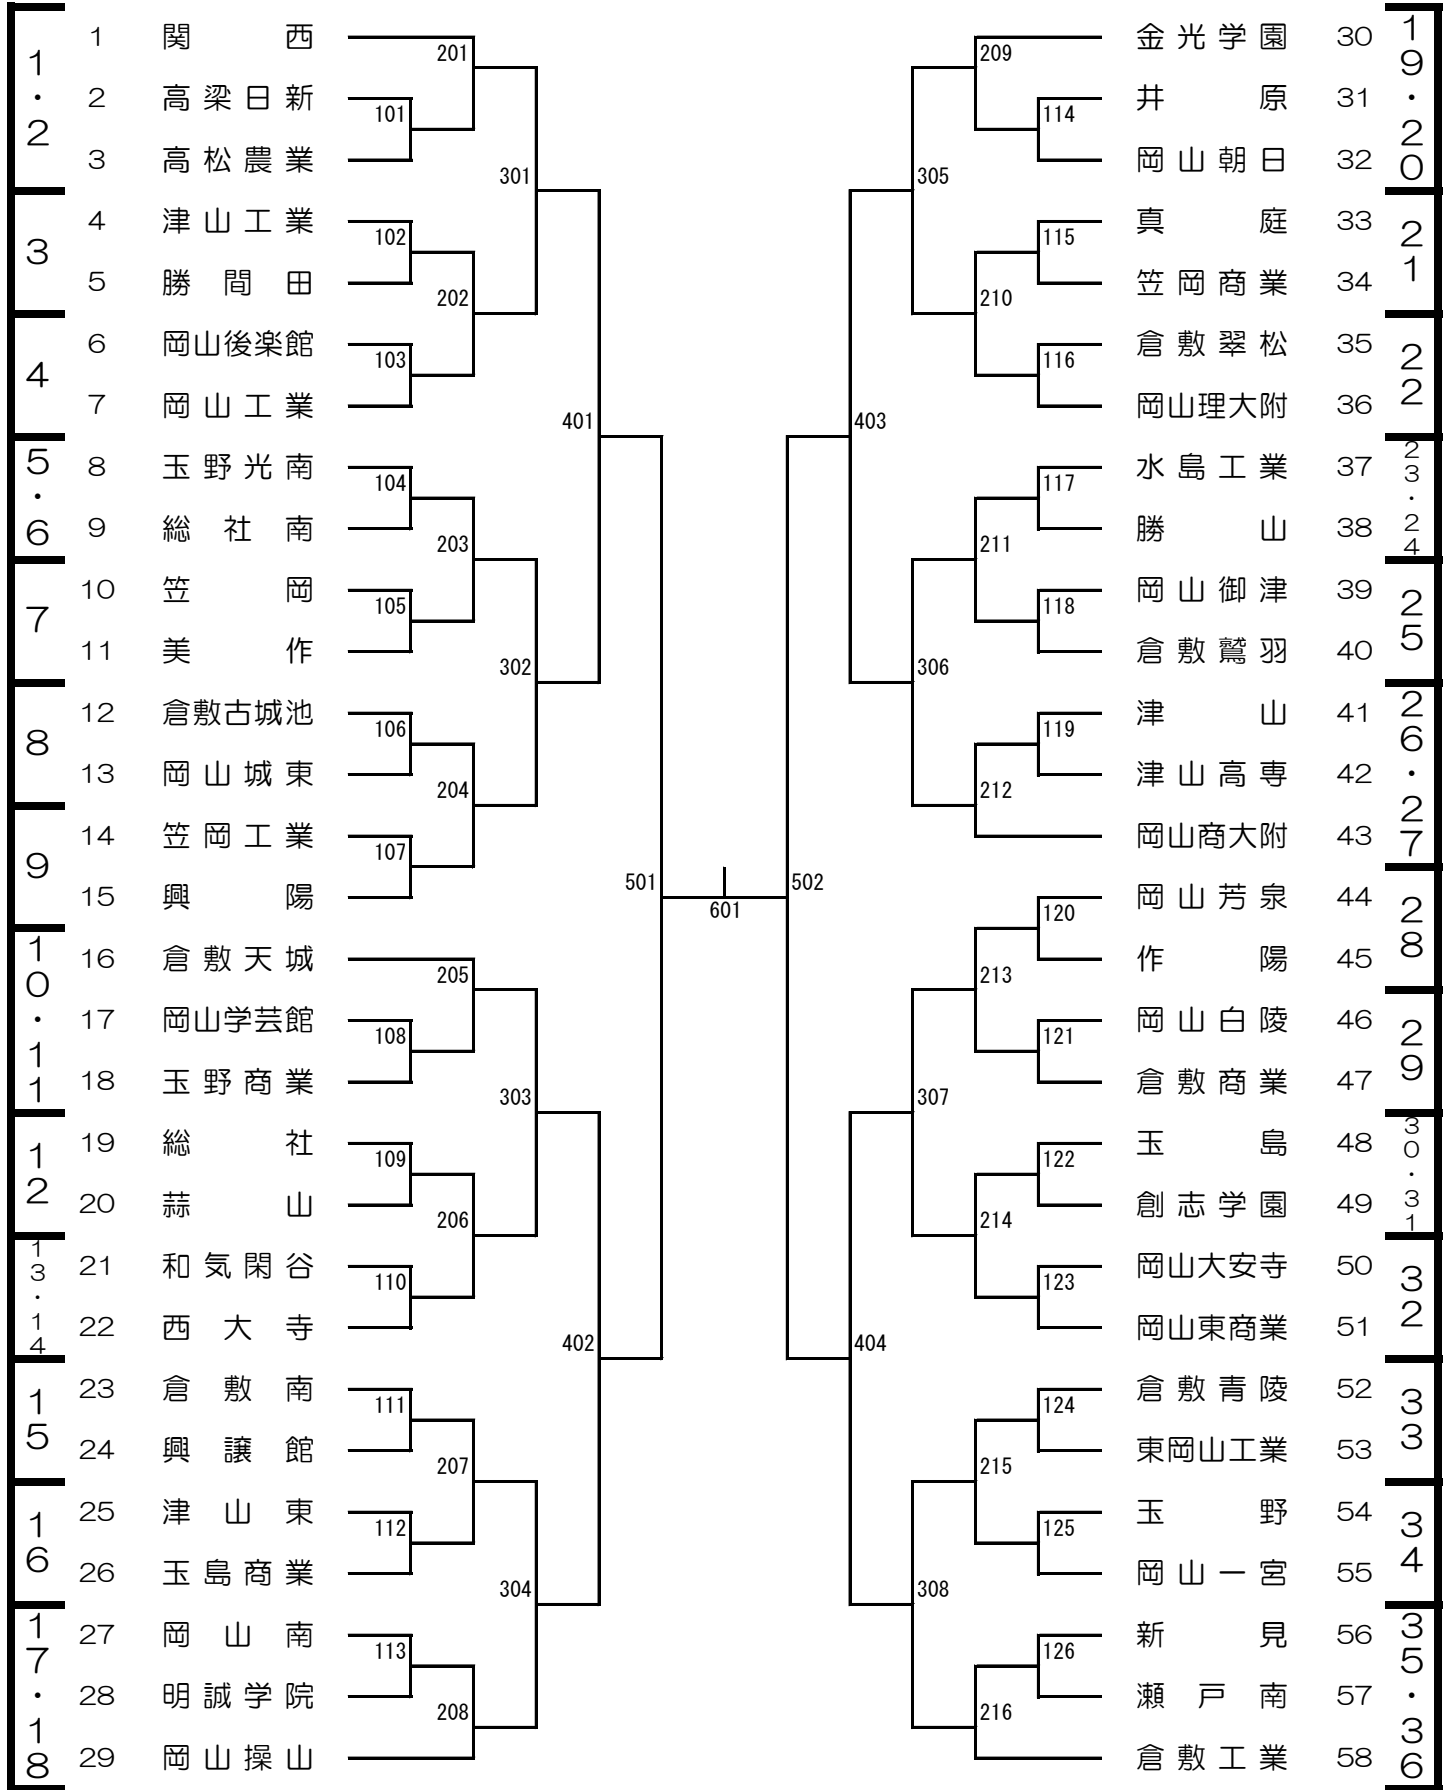 1・2
1 関西
2 高梁日新
3 高松農業
3
4 津山工業
5 勝間田
4
6 岡山後楽館
7 岡山工業
5・6
8 玉野光南
9 総社南
7
10 笠岡
11 美作
8
12 倉敷古城池
13 岡山城東
9
14 笠岡工業
15 興陽
10・11
16 倉敷天城
17 岡山学芸館
18 玉野商業
12
19 総社
20 蒜山
13・14
21 和気閑谷
22 西大寺
15
23 倉敷南
24 興譲館
16
25 津山東
26 玉島商業
17・18
27 岡山南
28 明誠学院
29 岡山操山
101
102
103
104
105
106
107
108
109
110
111
112
113
201
202
203
204
205
206
207
208
301
302
303
304
401
402
501
601
502
403
404
305
306
307
308
209
210
211
212
213
214
215
216
114
115
116
117
118
119
120
121
122
123
124
125
126
金光学園 30
井原 31
岡山朝日 32
19・20
真庭 33
笠岡商業 34
21
倉敷翠松 35
岡山理大附 36
22
水島工業 37
勝山 38
23・24
岡山御津 39
倉敷鷲羽 40
25
津山 41
津山高専 42
岡山商大附 43
26・27
岡山芳泉 44
作陽 45
28
岡山白陵 46
倉敷商業 47
29
玉島 48
創志学園 49
30・31
岡山大安寺 50
岡山東商業 51
32
倉敷青陵 52
東岡山工業 53
33
玉野 54
岡山一宮 55
34
新見 56
瀬戸南 57
倉敷工業 58
35・36